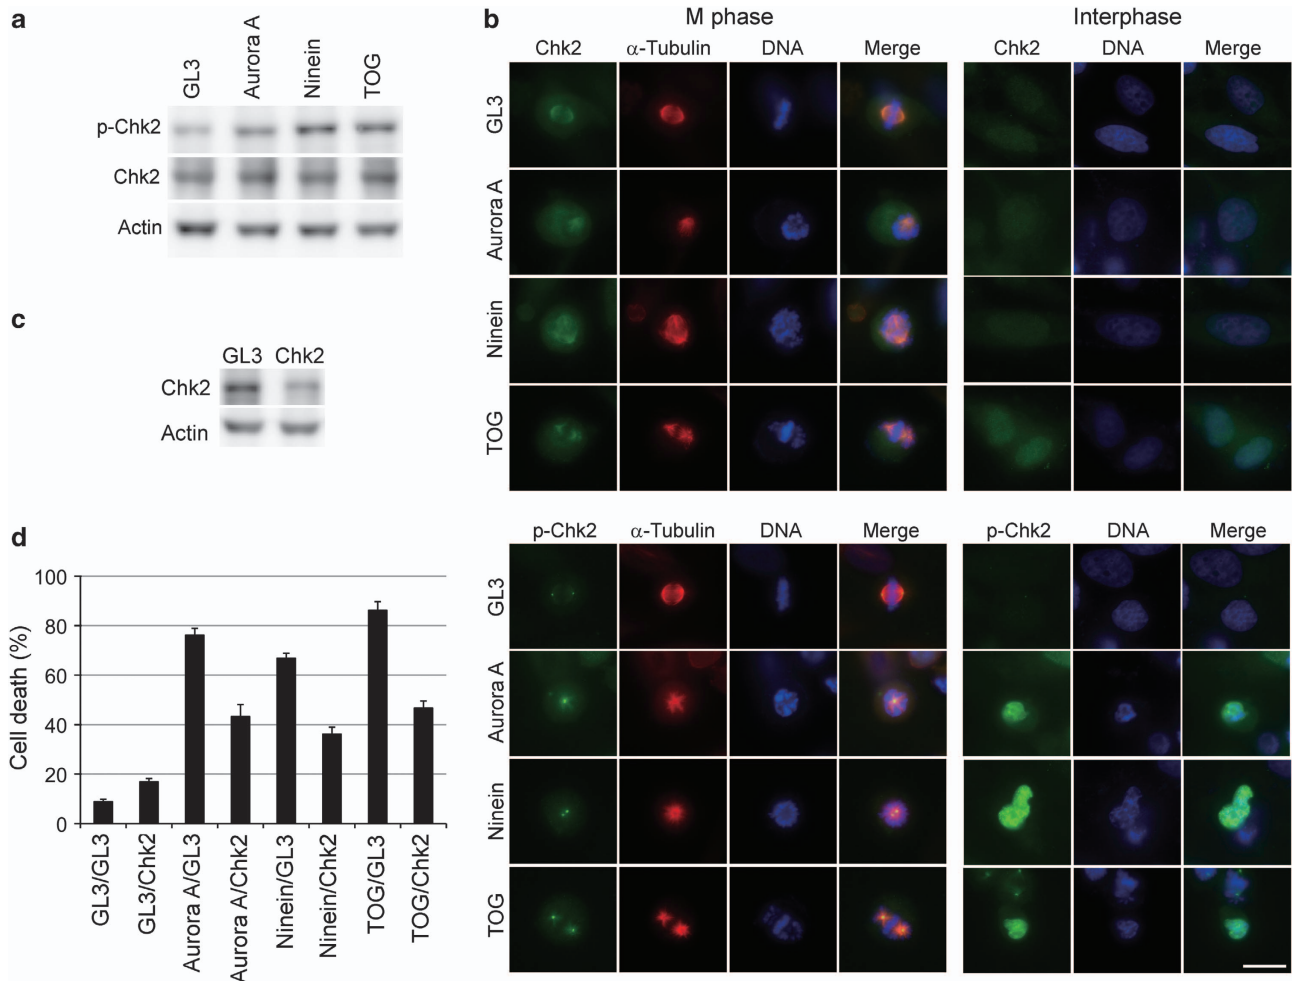 a
GL3
Aurora A
Ninein
TOG
p-Chk2
Chk2
Actin
b
M phase
Interphase
Chk2
α-Tubulin
DNA
Merge
Chk2
DNA
Merge
GL3
Aurora A
Ninein
TOG
c
GL3 Chk2
Chk2
Actin
p-Chk2
α-Tubulin
DNA
Merge
p-Chk2
DNA
Merge
GL3
Aurora A
Ninein
TOG
d
Cell death (%)
100
80
60
40
20
0
GL3/GL3
GL3/Chk2
Aurora A/GL3
Aurora A/Chk2
Ninein/GL3
Ninein/Chk2
TOG/GL3
TOG/Chk2